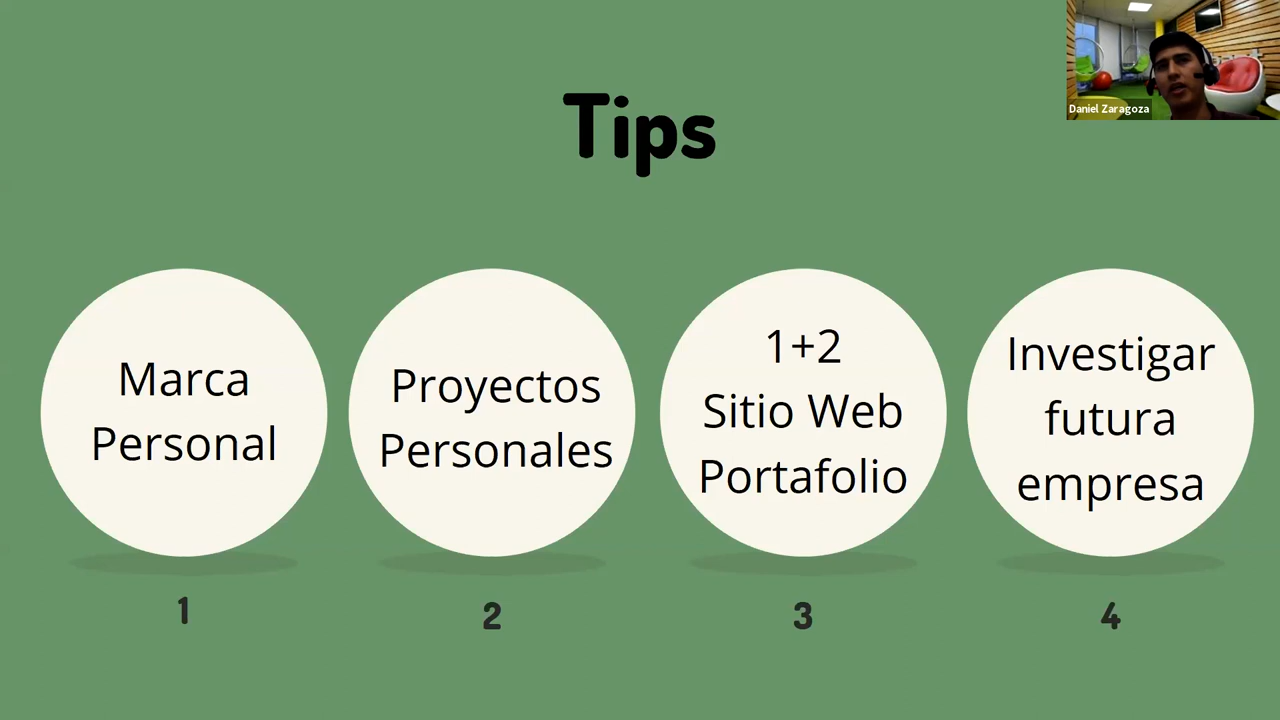 Daniel Zaragoza
Tips
Marca
Personal
Proyectos
Personales
1+2
Sitio Web
Portafolio
Investigar
futura
empresa
1
2
3
4